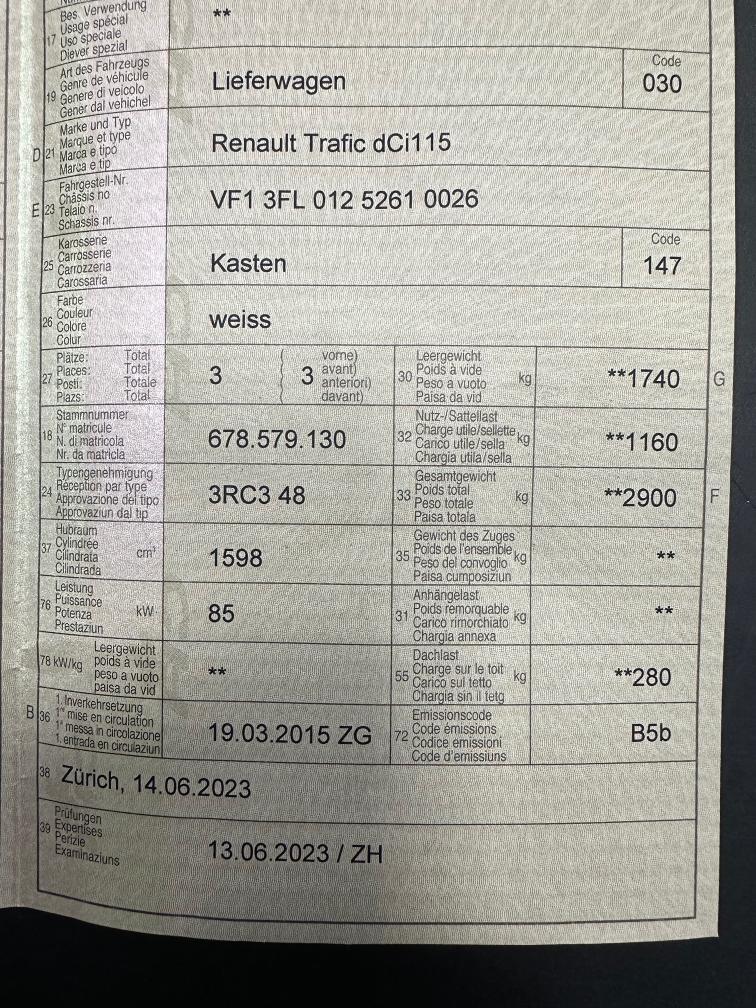 17 Bes. Verwendung
Usage spécial
Uso speciale
Diever spezial
**
19 Art des Fahrzeugs
Genre de véhicule
Genere di veicolo
Gener dal vehichel
Lieferwagen
Code
030
D 21 Marke und Typ
Marque et type
Marca e tipo
Marca e tip
Renault Trafic dCi115
E 23 Fahrgestell-Nr.
Châssis no
Telaio n.
Schassis nr.
VF1 3FL 012 5261 0026
25 Karosserie
Carrosserie
Carrozzeria
Carossaria
Kasten
Code
147
26 Farbe
Couleur
Colore
Colur
weiss
27 Plätze: Total
Places: Total
Posti: Totale
Plazs: Total
3
( 3 vorne)
avant)
anteriori)
davant)
30 Leergewicht
Poids à vide
Peso a vuoto
Paisa da vid
kg
**1740
G
18 Stammnummer
N° matricule
N. di matricola
Nr. da matricla
678.579.130
32 Nutz-/Sattellast
Charge utile/sellette
Carico utile/sella
Chargia utila/sella
kg
**1160
24 Typengenehmigung
Réception par type
Approvazione del tipo
Approvaziun dal tip
3RC3 48
33 Gesamtgewicht
Poids total
Peso totale
Paisa totala
kg
**2900
F
37 Hubraum
Cylindrée
Cilindrata
Cilindrada
cm³
1598
35 Gewicht des Zuges
Poids de l'ensemble
Peso del convoglio
Paisa cumposiziun
kg
**
76 Leistung
Puissance
Potenza
Prestaziun
kW
85
31 Anhängelast
Poids remorquable
Carico rimorchiato
Chargia annexa
kg
**
78 kW/kg Leergewicht
poids à vide
peso a vuoto
paisa da vid
**
55 Dachlast
Charge sur le toit
Carico sul tetto
Chargia sin il tetg
kg
**280
B 36 1. Inverkehrsetzung
1re mise en circulation
1a messa in circolazione
1. entrada en circulaziun
19.03.2015 ZG
72 Emissionscode
Code émissions
Codice emissioni
Code d'emissiuns
B5b
38 Zürich, 14.06.2023
39 Prüfungen
Expertises
Perizie
Examinaziuns
13.06.2023 / ZH